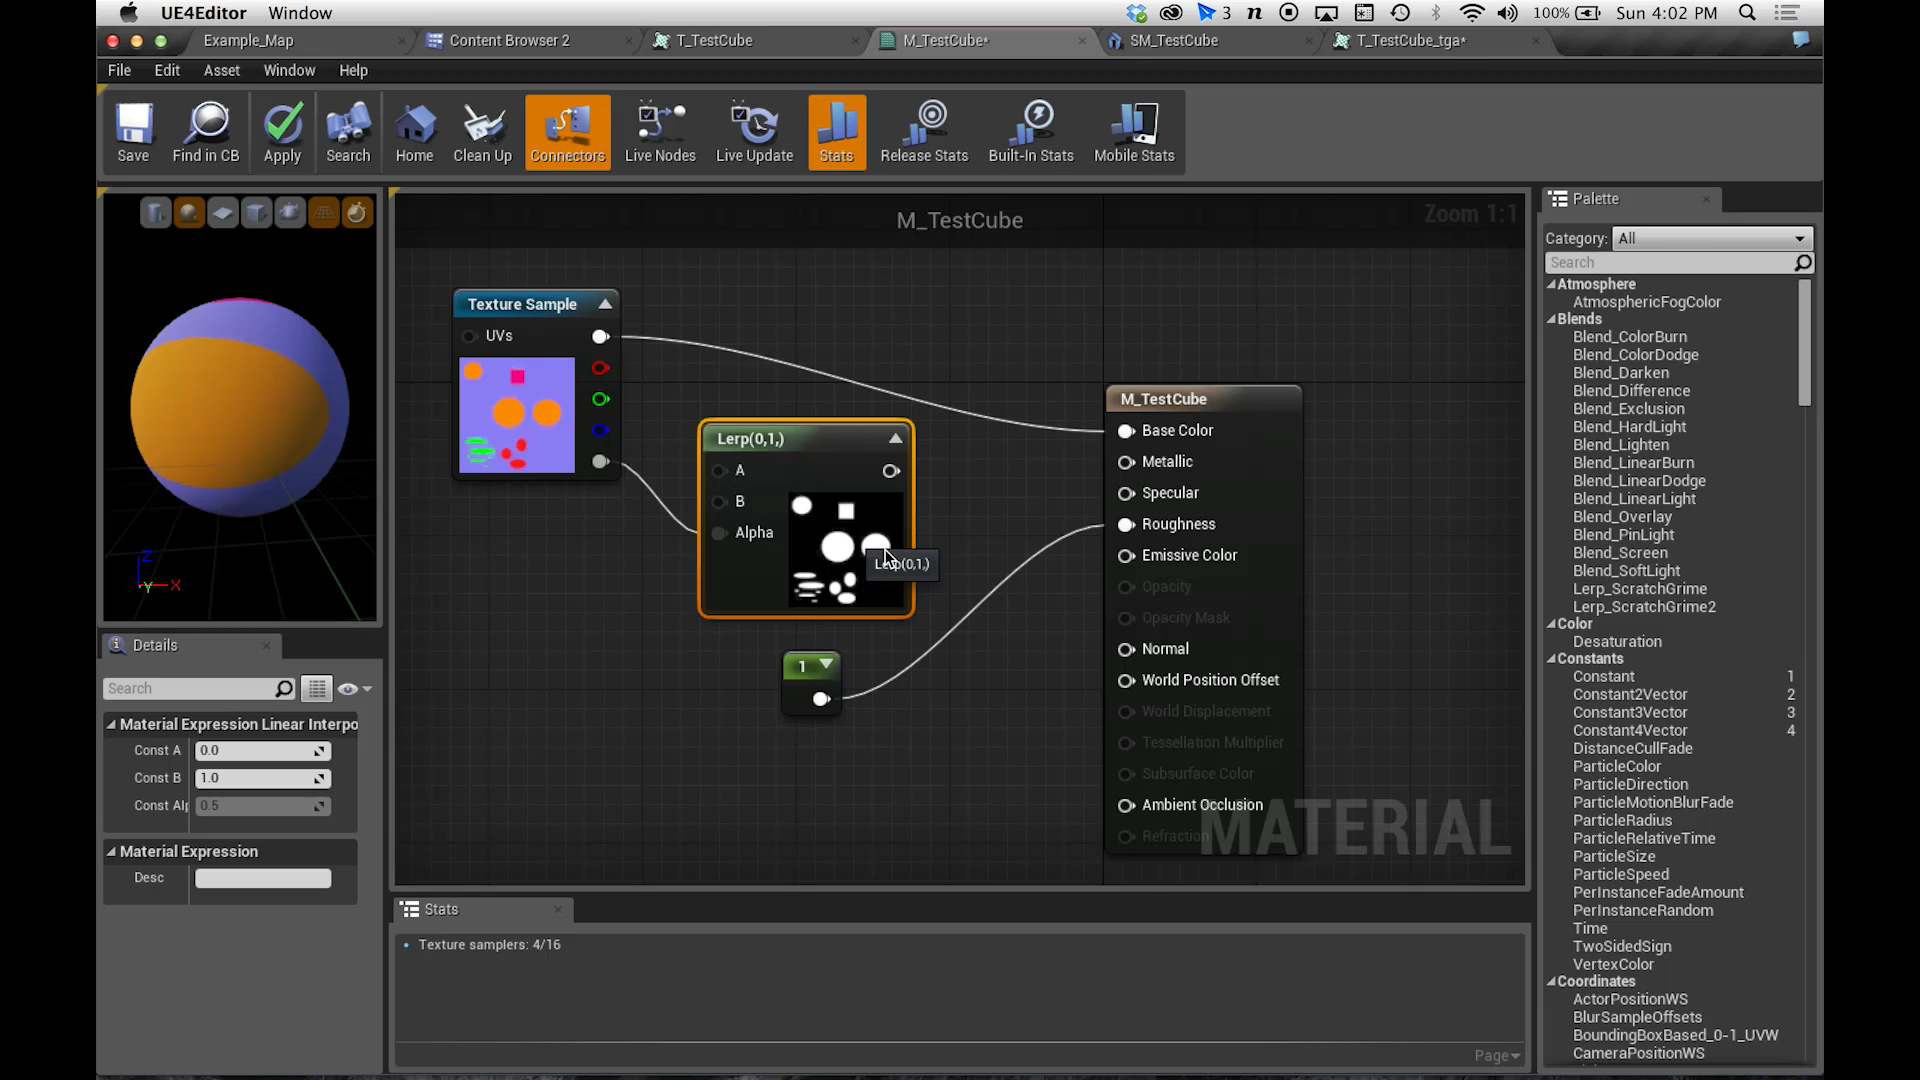 UE4Editor Window 3 100% Sun 4:02 PM
Example_Map Content Browser 2 T_TestCube M_TestCube* SM_TestCube T_TestCube_tga*
File Edit Asset Window Help
Save Find in CB Apply Search Home Clean Up Connectors Live Nodes Live Update Stats Release Stats Built-In Stats Mobile Stats
M_TestCube
Zoom 1:1
Z
Y
X
Texture Sample
UVs
Lerp(0,1,)
A
B
Alpha
1
M_TestCube
Base Color
Metallic
Specular
Roughness
Emissive Color
Opacity
Opacity Mask
Normal
World Position Offset
World Displacement
Tessellation Multiplier
Subsurface Color
Ambient Occlusion
Refraction
MATERIAL
Details
Search
Material Expression Linear Interpo
Const A 0.0
Const B 1.0
Const Alp 0.5
Material Expression
Desc
Stats
Texture samplers: 4/16
Page
Palette
Category: All
Search
Atmosphere
AtmosphericFogColor
Blends
Blend_ColorBurn
Blend_ColorDodge
Blend_Darken
Blend_Difference
Blend_Exclusion
Blend_HardLight
Blend_Lighten
Blend_LinearBurn
Blend_LinearDodge
Blend_LinearLight
Blend_Overlay
Blend_PinLight
Blend_Screen
Blend_SoftLight
Lerp_ScratchGrime
Lerp_ScratchGrime2
Color
Desaturation
Constants
Constant 1
Constant2Vector 2
Constant3Vector 3
Constant4Vector 4
DistanceCullFade
ParticleColor
ParticleDirection
ParticleMotionBlurFade
ParticleRadius
ParticleRelativeTime
ParticleSize
ParticleSpeed
PerInstanceFadeAmount
PerInstanceRandom
Time
TwoSidedSign
VertexColor
Coordinates
ActorPositionWS
BlurSampleOffsets
BoundingBoxBased_0-1_UVW
CameraPositionWS